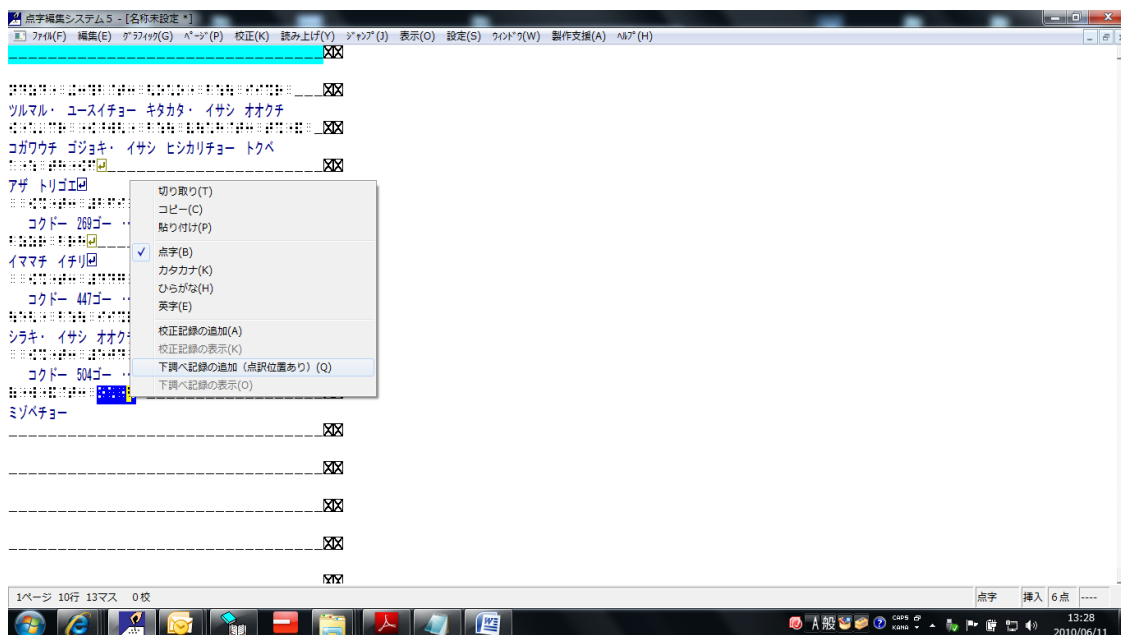 点字編集システム５ - [名称未設定 *]
ﾌｧｲﾙ(F) 編集(E) ｸﾞﾗﾌｨｯｸ(G) ﾍﾟｰｼﾞ(P) 校正(K) 読み上げ(Y) ｼﾞｬﾝﾌﾟ(J) 表示(O) 設定(S) ｳｨﾝﾄﾞｳ(W) 製作支援(A) ﾍﾙﾌﾟ(H)
ツルマル・ ユースイチョー キタカタ・ イサシ オオクチ
コガワウチ ゴジョキ・ イサシ ヒシカリチョー トクベ
アザ トリゴエ
コクドー 269ゴー ‥
イママチ イチリ
コクドー 447ゴー ‥
シラキ・ イサシ オオクチ
コクドー 504ゴー ‥
ミゾベチョー
切り取り(T)
コピー(C)
貼り付け(P)
✓ 点字(B)
カタカナ(K)
ひらがな(H)
英字(E)
校正記録の追加(A)
校正記録の表示(K)
下調べ記録の追加（点訳位置あり）(Q)
下調べ記録の表示(O)
1ページ 10行 13マス 0校
点字 挿入 6点 ----
A 般 CAPS KANA 13:28
2010/06/11